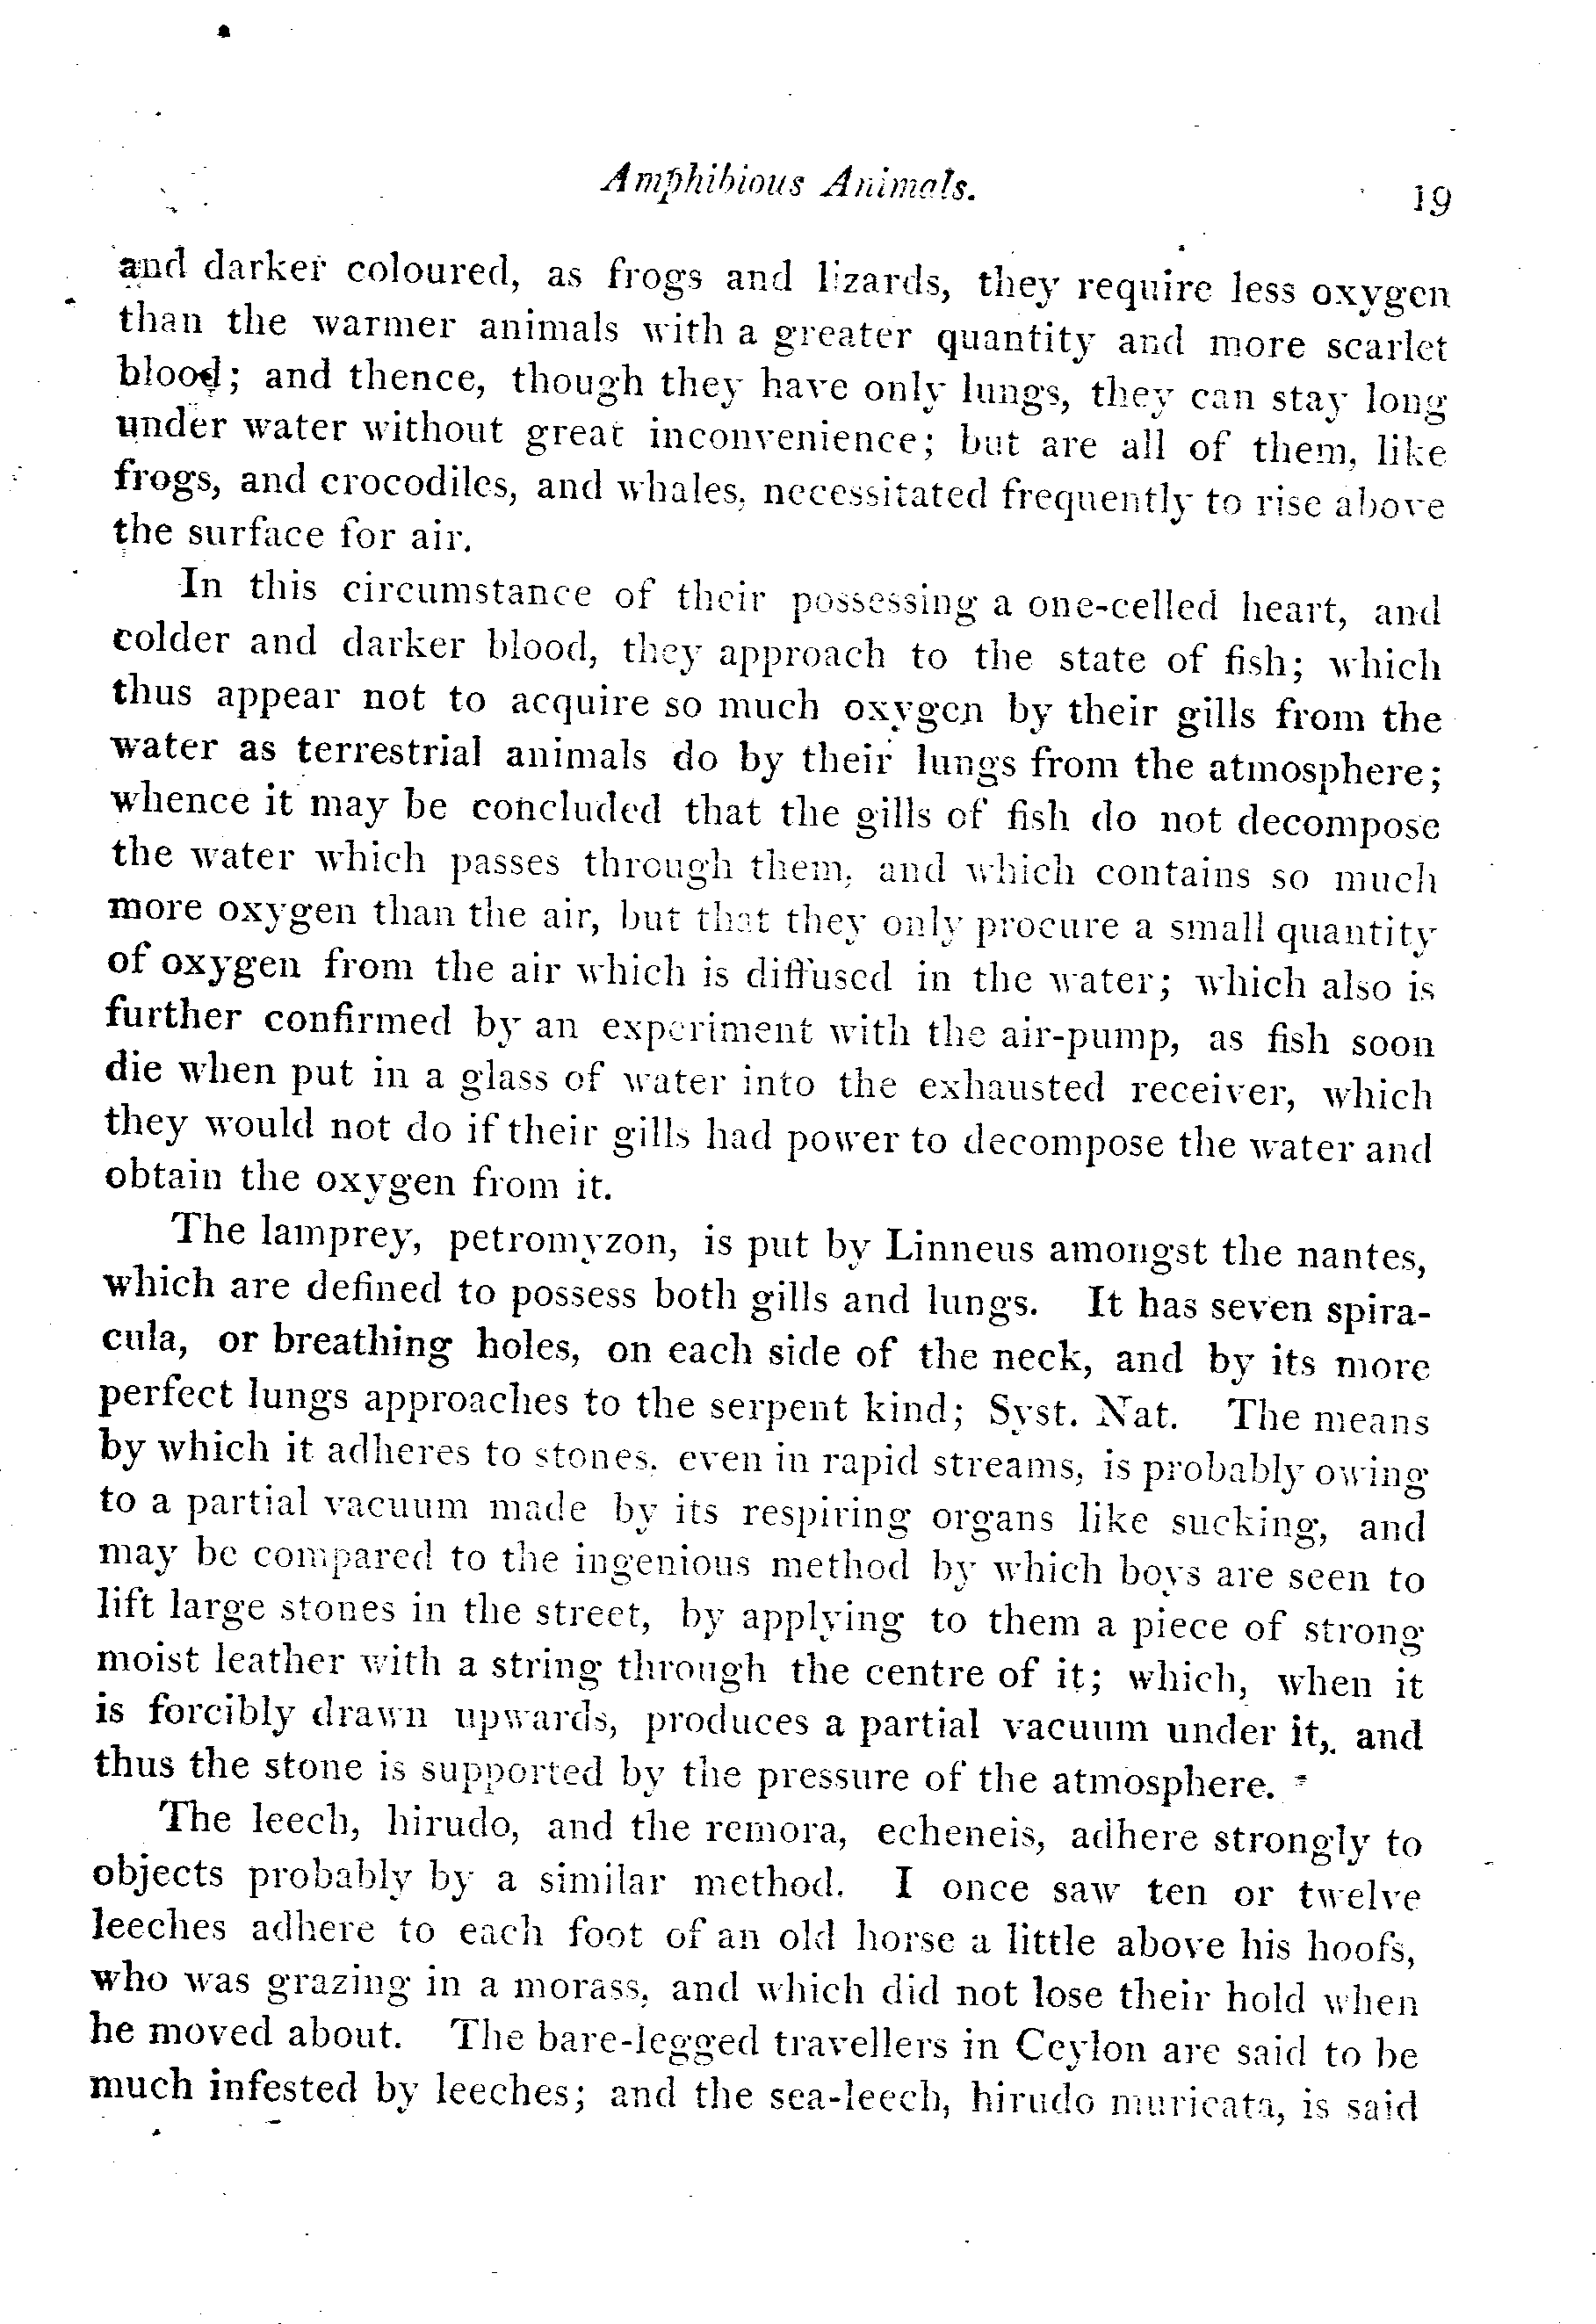 Amphibious Animals. 19
and darker coloured, as frogs and lizards, they require less oxygen
than the warmer animals with a greater quantity and more scarlet
blood; and thence, though they have only lungs, they can stay long
under water without great inconvenience; but are all of them, like
frogs, and crocodiles, and whales, necessitated frequently to rise above
the surface for air.
In this circumstance of their possessing a one-celled heart, and
colder and darker blood, they approach to the state of fish; which
thus appear not to acquire so much oxygen by their gills from the
water as terrestrial animals do by their lungs from the atmosphere;
whence it may be concluded that the gills of fish do not decompose
the water which passes through them, and which contains so much
more oxygen than the air, but that they only procure a small quantity
of oxygen from the air which is diffused in the water; which also is
further confirmed by an experiment with the air-pump, as fish soon
die when put in a glass of water into the exhausted receiver, which
they would not do if their gills had power to decompose the water and
obtain the oxygen from it.
The lamprey, petromyzon, is put by Linneus amongst the nantes,
which are defined to possess both gills and lungs. It has seven spira-
cula, or breathing holes, on each side of the neck, and by its more
perfect lungs approaches to the serpent kind; Syst. Nat. The means
by which it adheres to stones, even in rapid streams, is probably owing
to a partial vacuum made by its respiring organs like sucking, and
may be compared to the ingenious method by which boys are seen to
lift large stones in the street, by applying to them a piece of strong
moist leather with a string through the centre of it; which, when it
is forcibly drawn upwards, produces a partial vacuum under it, and
thus the stone is supported by the pressure of the atmosphere.
The leech, hirudo, and the remora, echeneis, adhere strongly to
objects probably by a similar method. I once saw ten or twelve
leeches adhere to each foot of an old horse a little above his hoofs,
who was grazing in a morass, and which did not lose their hold when
he moved about. The bare-legged travellers in Ceylon are said to be
much infested by leeches; and the sea-leech, hirudo muricata, is said